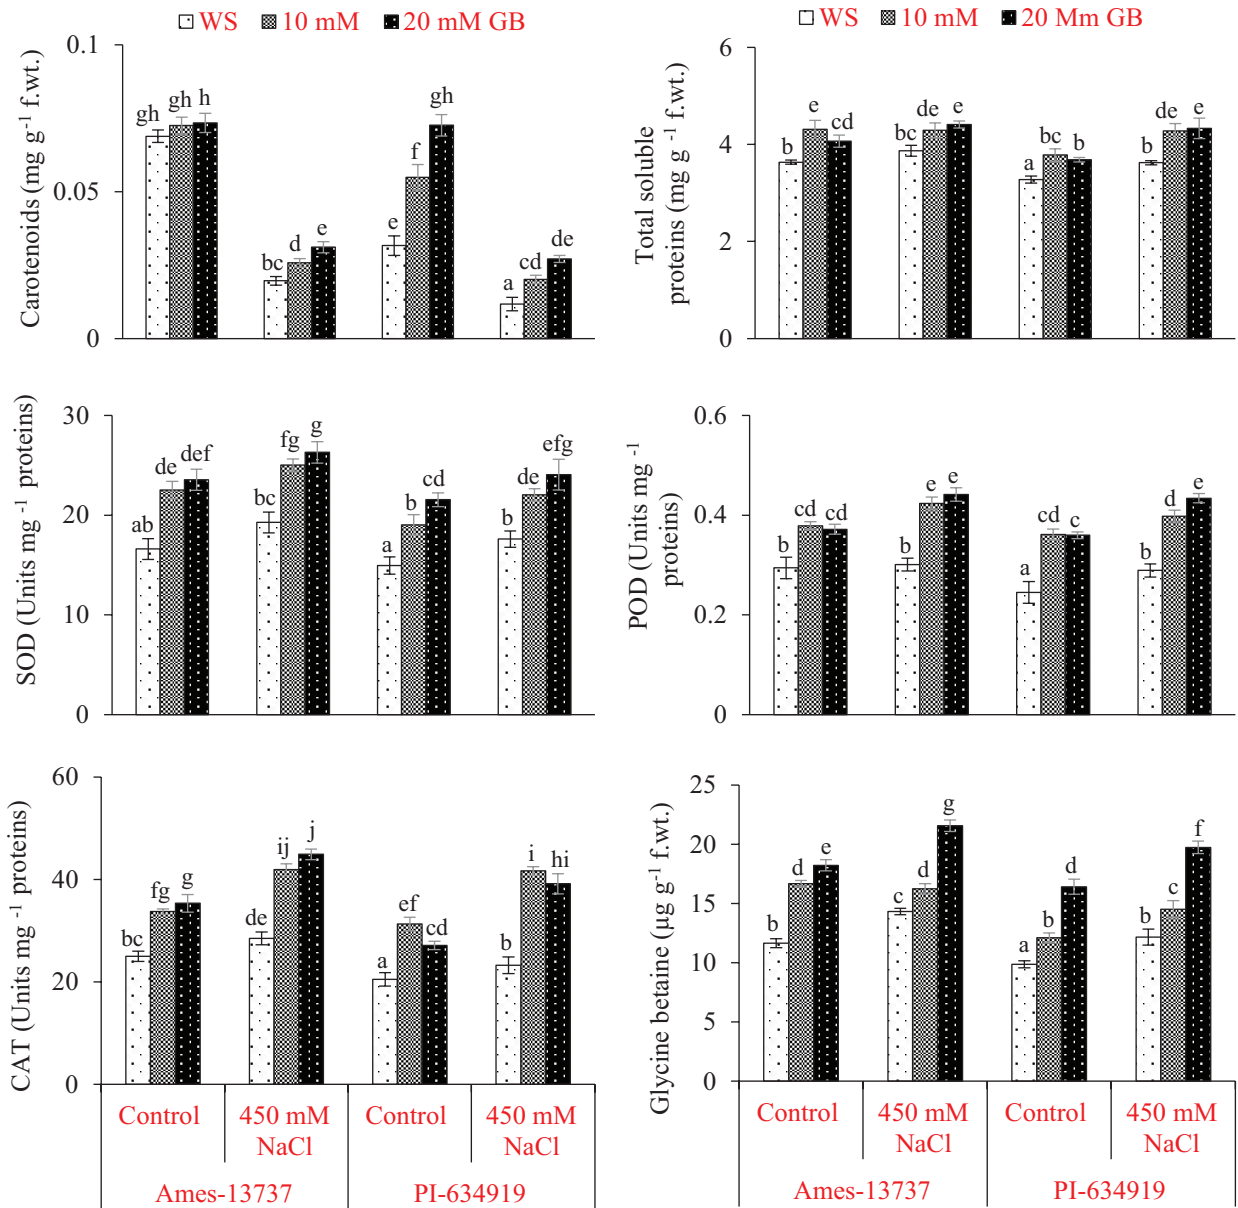 WS 10 mM 20 mM GB
Carotenoids (mg g⁻¹ f.wt.)
0.1
0.05
0
gh gh h
bc d e
e f gh
a cd de
WS 10 mM 20 Mm GB
Total soluble
proteins (mg g⁻¹ f.wt.)
6
4
2
0
b e cd
bc de e
a bc b
b de e
SOD (Units mg⁻¹ proteins)
30
20
10
0
ab de def
bc fg g
a b cd
b de efg
POD (Units mg⁻¹
proteins)
0.6
0.4
0.2
0
b cd cd
b e e
a cd c
b d e
CAT (Units mg⁻¹ proteins)
60
40
20
0
bc fg g
de ij j
a ef cd
b i hi
Control 450 mM Control 450 mM
NaCl NaCl
Ames-13737 PI-634919
Glycine betaine (µg g⁻¹ f.wt.)
25
20
15
10
5
0
b d e
c d g
a b d
b c f
Control 450 mM Control 450 mM
NaCl NaCl
Ames-13737 PI-634919